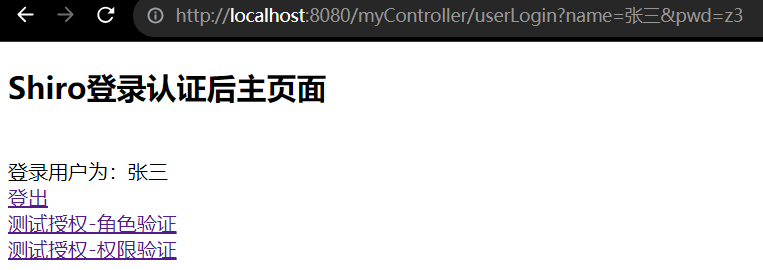 http://localhost:8080/myController/userLogin?name=张三&pwd=z3
Shiro登录认证后主页面
登录用户为：张三
登出
测试授权-角色验证
测试授权-权限验证